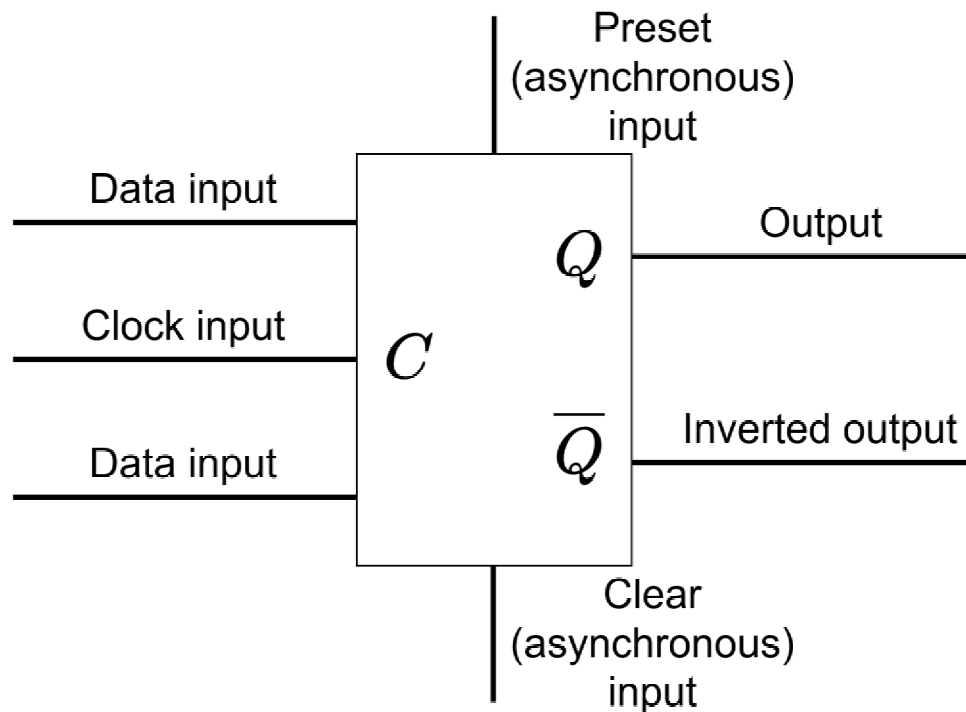 Preset
(asynchronous)
input
Data input
Output
Q
Clock input
C
Inverted output
Q̅
Data input
Clear
(asynchronous)
input